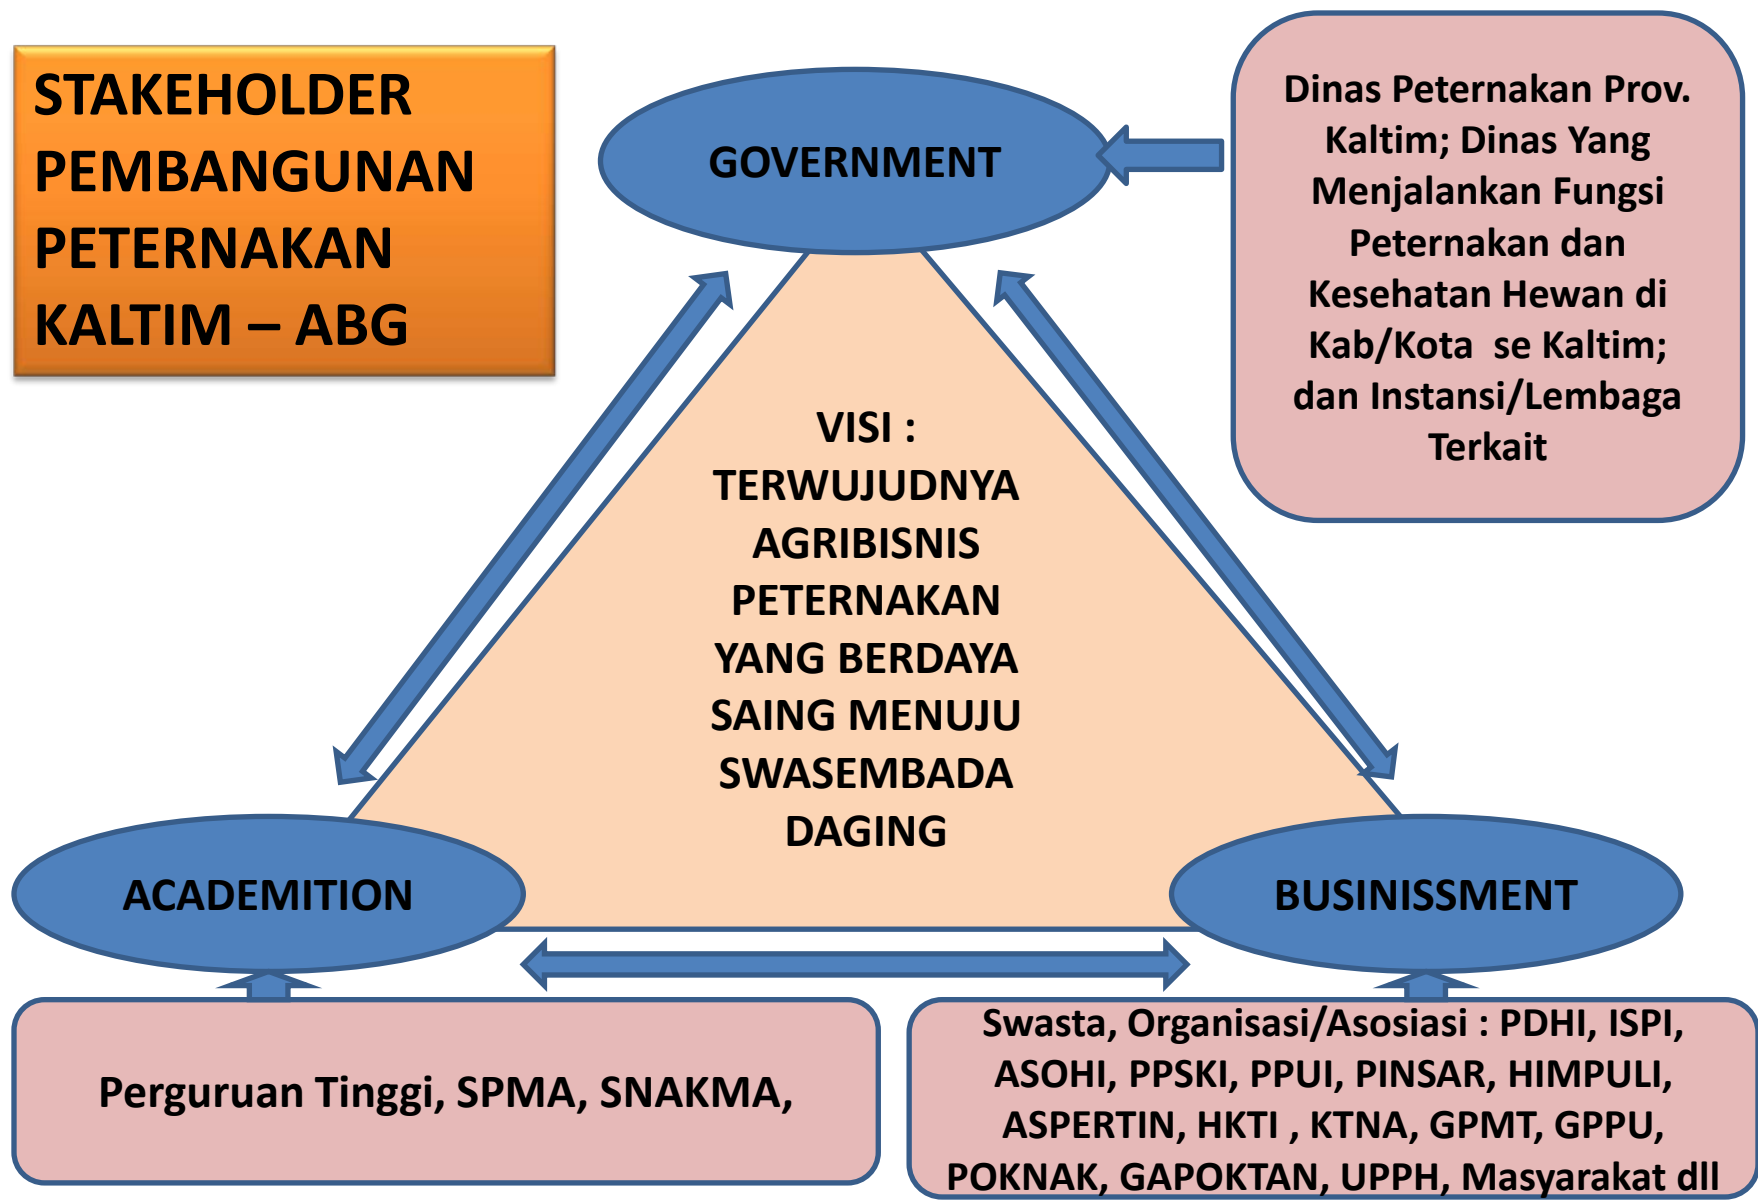 STAKEHOLDER
PEMBANGUNAN
PETERNAKAN
KALTIM – ABG
GOVERNMENT
Dinas Peternakan Prov.
Kaltim; Dinas Yang
Menjalankan Fungsi
Peternakan dan
Kesehatan Hewan di
Kab/Kota se Kaltim;
dan Instansi/Lembaga
Terkait
VISI :
TERWUJUDNYA
AGRIBISNIS
PETERNAKAN
YANG BERDAYA
SAING MENUJU
SWASEMBADA
DAGING
ACADEMITION
BUSINISSMENT
Perguruan Tinggi, SPMA, SNAKMA,
Swasta, Organisasi/Asosiasi : PDHI, ISPI,
ASOHI, PPSKI, PPUI, PINSAR, HIMPULI,
ASPERTIN, HKTI , KTNA, GPMT, GPPU,
POKNAK, GAPOKTAN, UPPH, Masyarakat dll